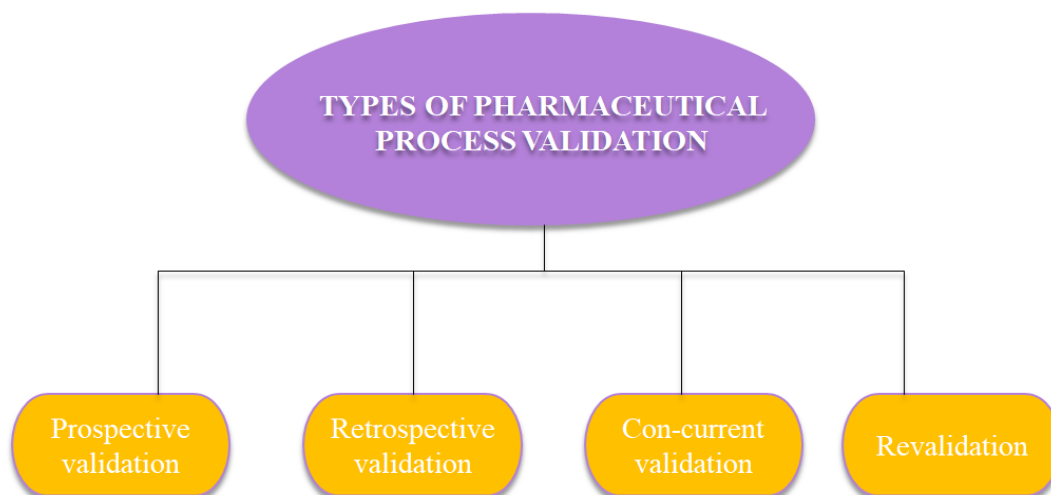 TYPES OF PHARMACEUTICAL
PROCESS VALIDATION
Prospective
validation
Retrospective
validation
Con-current
validation
Revalidation